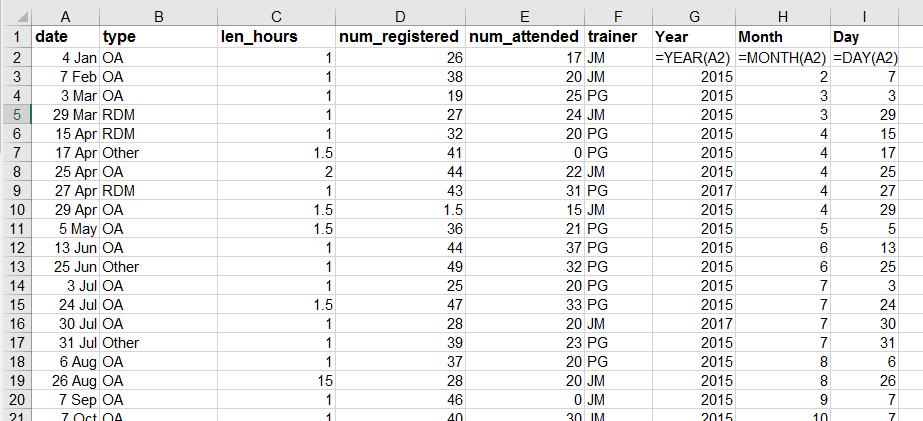 A B C D E F G H I
1 date type len_hours num_registered num_attended trainer Year Month Day
2 4 Jan OA 1 26 17 JM =YEAR(A2) =MONTH(A2) =DAY(A2)
3 7 Feb OA 1 38 20 JM 2015 2 7
4 3 Mar OA 1 19 25 PG 2015 3 3
5 29 Mar RDM 1 27 24 JM 2015 3 29
6 15 Apr RDM 1 32 20 PG 2015 4 15
7 17 Apr Other 1.5 41 0 PG 2015 4 17
8 25 Apr OA 2 44 22 JM 2015 4 25
9 27 Apr RDM 1 43 31 PG 2017 4 27
10 29 Apr OA 1.5 1.5 15 JM 2015 4 29
11 5 May OA 1.5 36 21 PG 2015 5 5
12 13 Jun OA 1 44 37 PG 2015 6 13
13 25 Jun Other 1 49 32 PG 2015 6 25
14 3 Jul OA 1 25 20 PG 2015 7 3
15 24 Jul OA 1.5 47 33 PG 2015 7 24
16 30 Jul OA 1 28 20 JM 2017 7 30
17 31 Jul Other 1 39 23 PG 2015 7 31
18 6 Aug OA 1 37 20 PG 2015 8 6
19 26 Aug OA 15 28 20 JM 2015 8 26
20 7 Sep OA 1 46 0 JM 2015 9 7
21 7 Oct OA 1 40 30 JM 2015 10 7